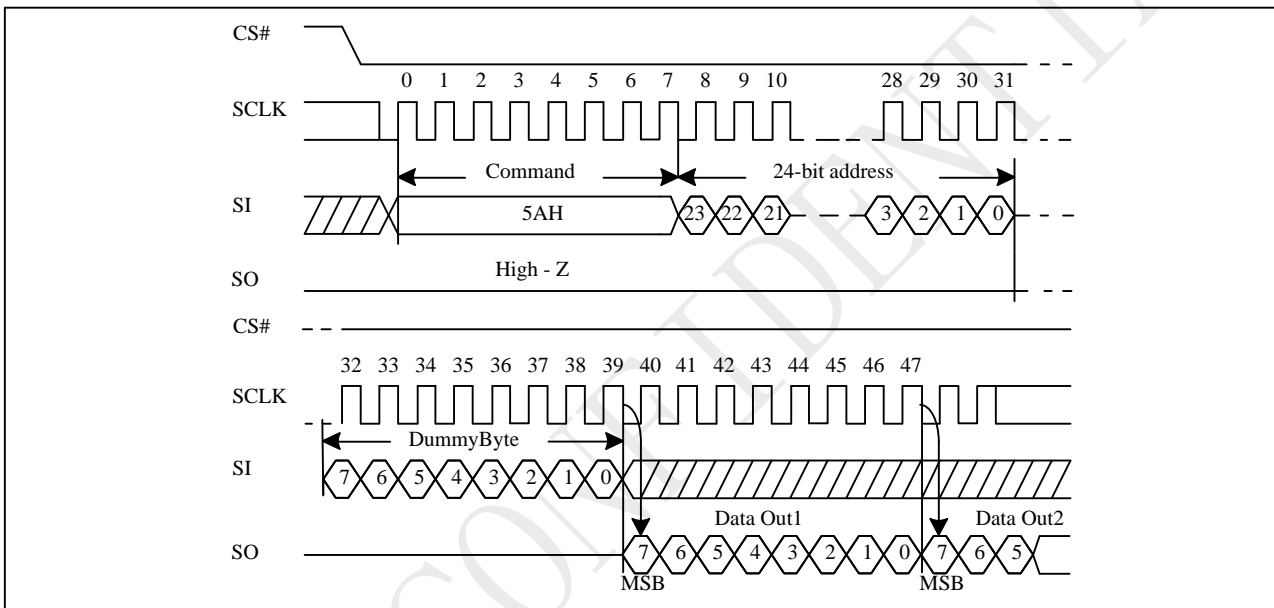 CS#
0 1 2 3 4 5 6 7 8 9 10 28 29 30 31
SCLK
Command 24-bit address
SI 5AH 23 22 21 3 2 1 0
High - Z
SO
CS#
32 33 34 35 36 37 38 39 40 41 42 43 44 45 46 47
SCLK
DummyByte
SI 7 6 5 4 3 2 1 0
Data Out1 Data Out2
SO 7 6 5 4 3 2 1 0 7 6 5
MSB MSB